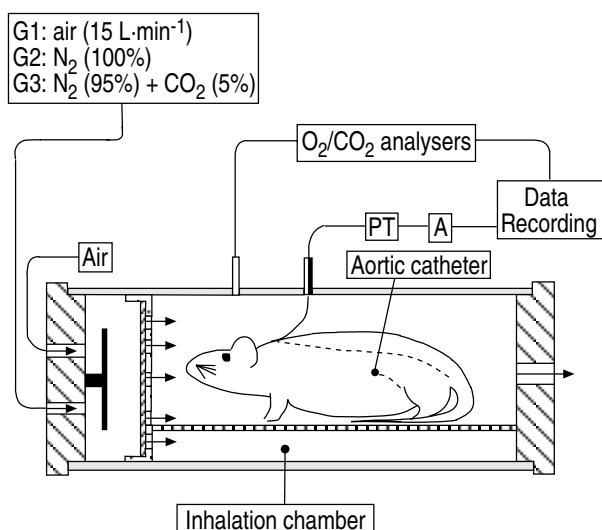 G1: air (15 L·min⁻¹)
G2: N₂ (100%)
G3: N₂ (95%) + CO₂ (5%)
O₂/CO₂ analysers
Data
Recording
PT
A
Air
Aortic catheter
Inhalation chamber